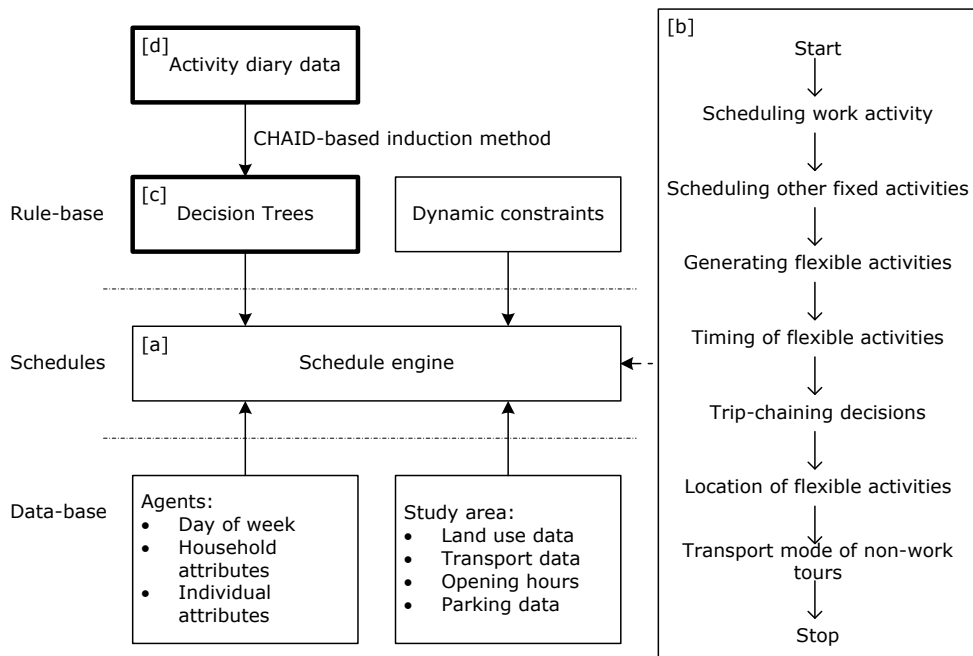 [d]
Activity diary data
CHAID-based induction method
Rule-base
[c]
Decision Trees
Dynamic constraints
Schedules
[a]
Schedule engine
Data-base
Agents:
• Day of week
• Household
attributes
• Individual
attributes
Study area:
• Land use data
• Transport data
• Opening hours
• Parking data
[b]
Start
Scheduling work activity
Scheduling other fixed activities
Generating flexible activities
Timing of flexible activities
Trip-chaining decisions
Location of flexible activities
Transport mode of non-work
tours
Stop